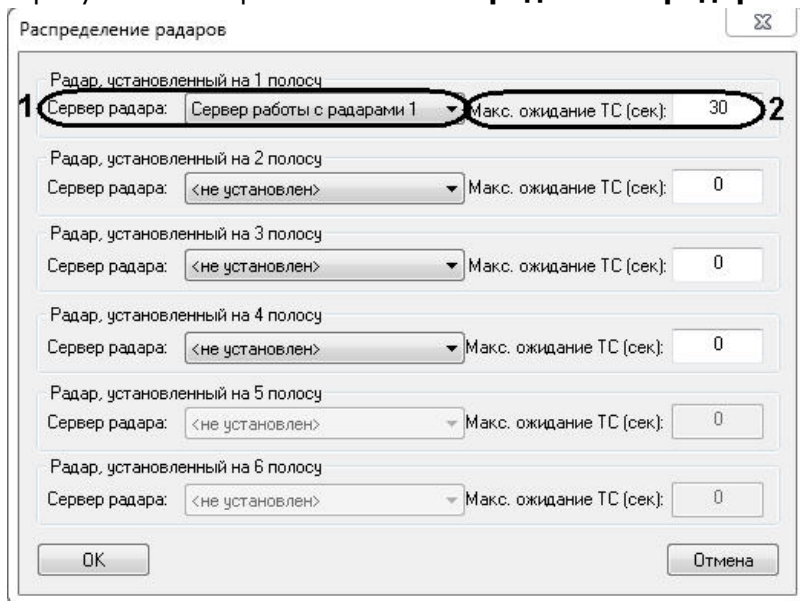 Распределение радаров
Радар, установленный на 1 полосу
1 Сервер радара: Сервер работы с радарами 1 Макс. ожидание ТС (сек): 30 2
Радар, установленный на 2 полосу
Сервер радара: <не установлен> Макс. ожидание ТС (сек): 0
Радар, установленный на 3 полосу
Сервер радара: <не установлен> Макс. ожидание ТС (сек): 0
Радар, установленный на 4 полосу
Сервер радара: <не установлен> Макс. ожидание ТС (сек): 0
Радар, установленный на 5 полосу
Сервер радара: <не установлен> Макс. ожидание ТС (сек): 0
Радар, установленный на 6 полосу
Сервер радара: <не установлен> Макс. ожидание ТС (сек): 0
OK Отмена